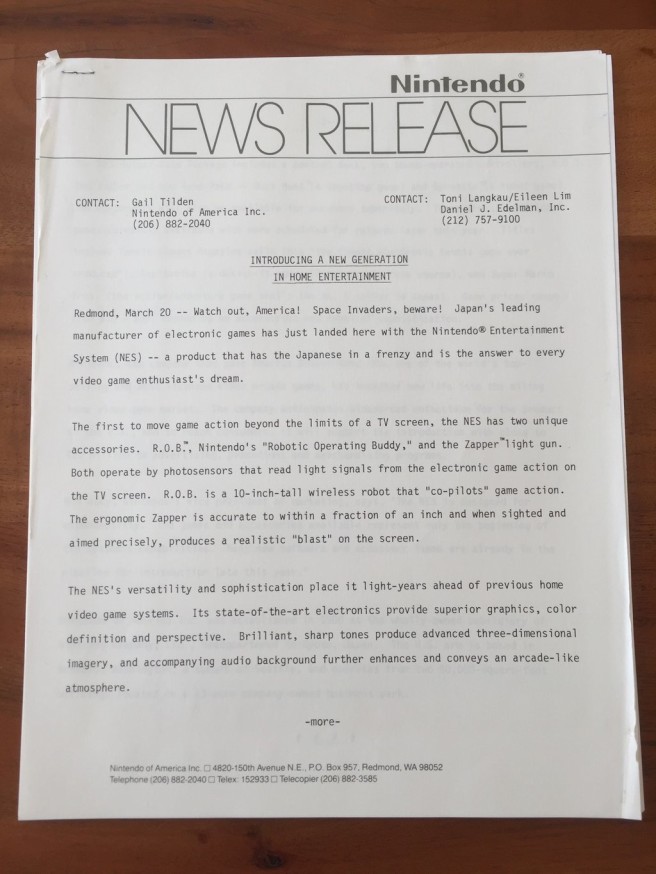 Nintendo®
NEWS RELEASE
CONTACT: Gail Tilden
Nintendo of America Inc.
(206) 882-2040
CONTACT: Toni Langkau/Eileen Lim
Daniel J. Edelman, Inc.
(212) 757-9100
INTRODUCING A NEW GENERATION
IN HOME ENTERTAINMENT
Redmond, March 20 -- Watch out, America! Space Invaders, beware! Japan's leading
manufacturer of electronic games has just landed here with the Nintendo® Entertainment
System (NES) -- a product that has the Japanese in a frenzy and is the answer to every
video game enthusiast's dream.
The first to move game action beyond the limits of a TV screen, the NES has two unique
accessories. R.O.B.™, Nintendo's "Robotic Operating Buddy," and the Zapper™ light gun.
Both operate by photosensors that read light signals from the electronic game action on
the TV screen. R.O.B. is a 10-inch-tall wireless robot that "co-pilots" game action.
The ergonomic Zapper is accurate to within a fraction of an inch and when sighted and
aimed precisely, produces a realistic "blast" on the screen.
The NES's versatility and sophistication place it light-years ahead of previous home
video game systems. Its state-of-the-art electronics provide superior graphics, color
definition and perspective. Brilliant, sharp tones produce advanced three-dimensional
imagery, and accompanying audio background further enhances and conveys an arcade-like
atmosphere.
-more-
Nintendo of America Inc. □ 4820-150th Avenue N.E., P.O. Box 957, Redmond, WA 98052
Telephone (206) 882-2040 □ Telex: 152933 □ Telecopier (206) 882-3585